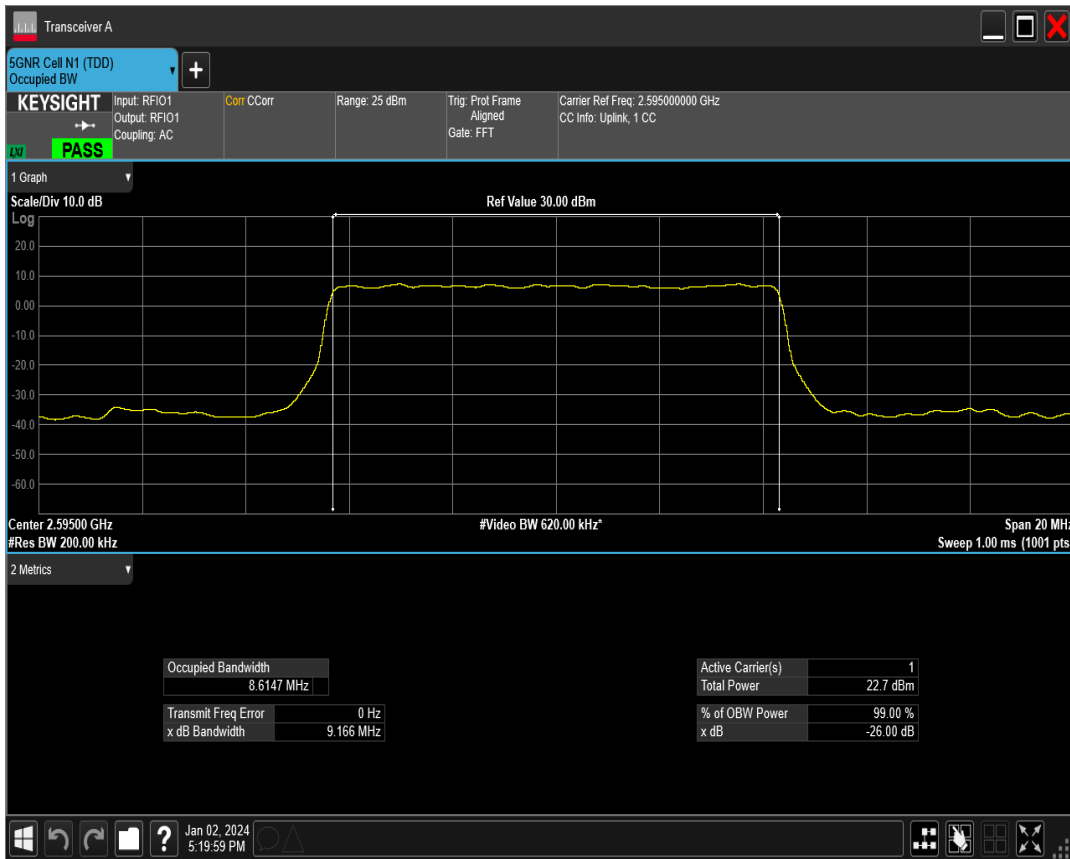 Transceiver A
5GNR Cell N1 (TDD)
Occupied BW
+
KEYSIGHT
LXI
PASS
Input: RFIO1
Output: RFIO1
Coupling: AC
Corr CCorr
Range: 25 dBm
Trig: Prot Frame
Aligned
Gate: FFT
Carrier Ref Freq: 2.595000000 GHz
CC Info: Uplink, 1 CC
1 Graph
Scale/Div 10.0 dB
Ref Value 30.00 dBm
Log
20.0
10.0
0.00
-10.0
-20.0
-30.0
-40.0
-50.0
-60.0
Center 2.59500 GHz
#Video BW 620.00 kHz*
Span 20 MHz
#Res BW 200.00 kHz
Sweep 1.00 ms (1001 pts
2 Metrics
Occupied Bandwidth
8.6147 MHz
Transmit Freq Error 0 Hz
x dB Bandwidth 9.166 MHz
Active Carrier(s) 1
Total Power 22.7 dBm
% of OBW Power 99.00 %
x dB -26.00 dB
?
Jan 02, 2024
5:19:59 PM